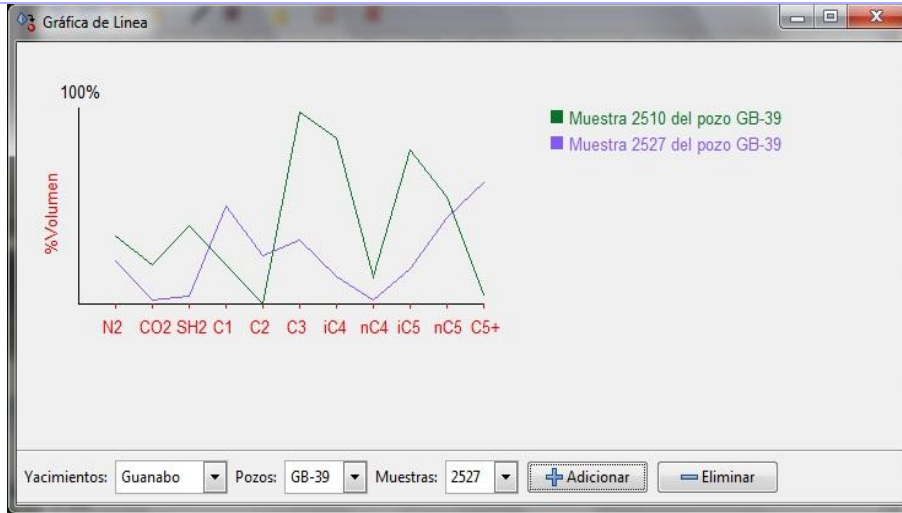 Gráfica de Linea
100%
%Volumen
Muestra 2510 del pozo GB-39
Muestra 2527 del pozo GB-39
N2 CO2 SH2 C1 C2 C3 iC4 nC4 iC5 nC5 C5+
Yacimientos: Guanabo Pozos: GB-39 Muestras: 2527 Adicionar Eliminar